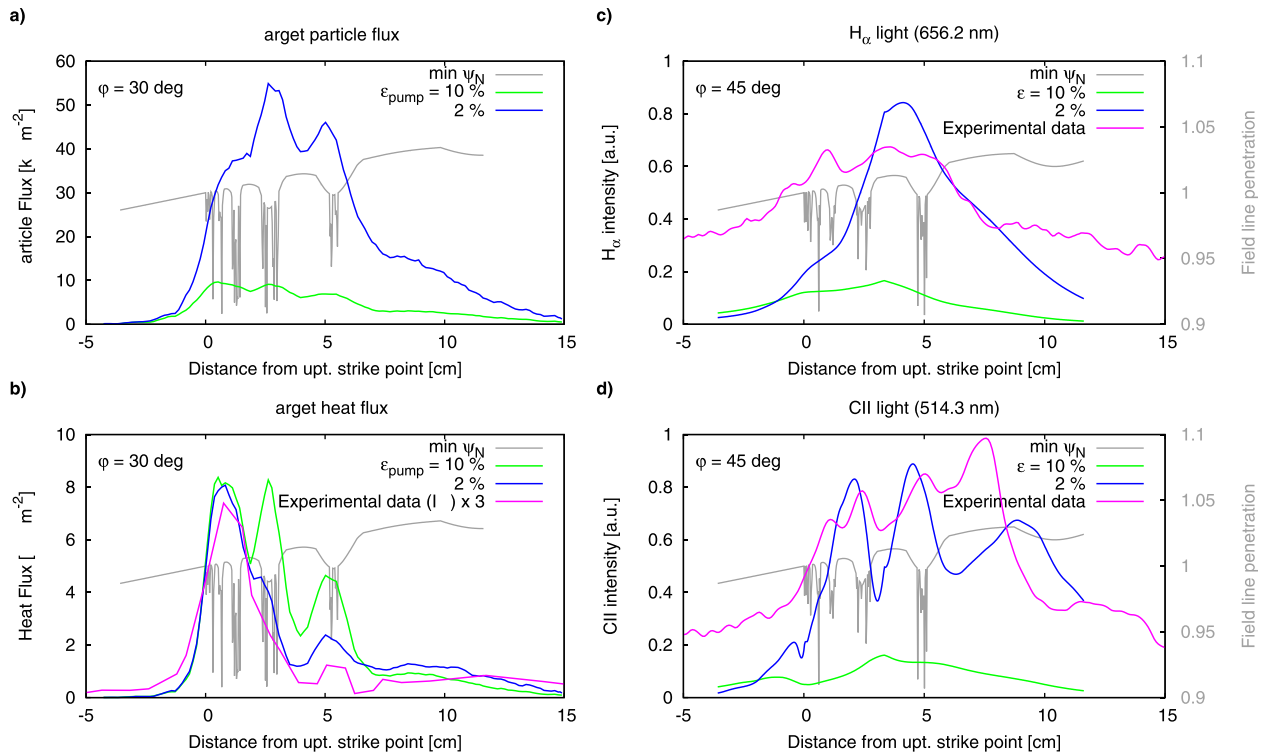 a)
arget particle flux
φ = 30 deg
min ψN
εpump = 10 %
2 %
article Flux [k m-2]
60
50
40
30
20
10
0
-5 0 5 10 15
Distance from upt. strike point [cm]
c)
Hα light (656.2 nm)
φ = 45 deg
min ψN
ε = 10 %
2 %
Experimental data
Hα intensity [a.u.]
1
0.8
0.6
0.4
0.2
0
1.1
1.05
1
0.95
0.9
Field line penetration
-5 0 5 10 15
Distance from upt. strike point [cm]
b)
arget heat flux
φ = 30 deg
min ψN
εpump = 10 %
2 %
Experimental data (I ) x 3
Heat Flux [ m-2]
10
8
6
4
2
0
-5 0 5 10 15
Distance from upt. strike point [cm]
d)
CII light (514.3 nm)
φ = 45 deg
min ψN
ε = 10 %
2 %
Experimental data
CII intensity [a.u.]
1
0.8
0.6
0.4
0.2
0
1.1
1.05
1
0.95
0.9
Field line penetration
-5 0 5 10 15
Distance from upt. strike point [cm]